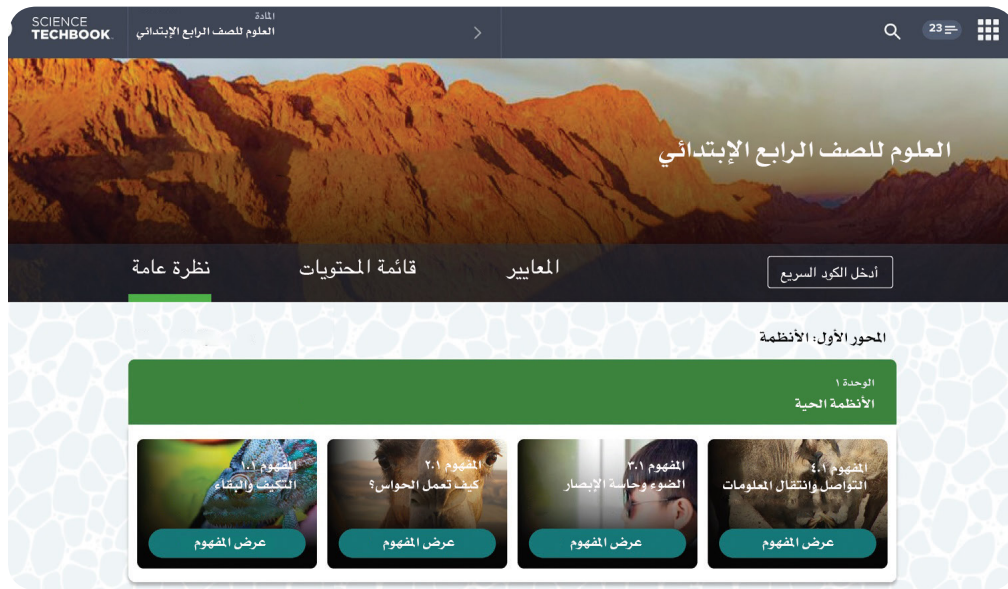 SCIENCE
TECHBOOK.
المادة
العلوم للصف الرابع الإبتدائي
23
العلوم للصف الرابع الإبتدائي
أدخل الكود السريع
المعايير
قائمة المحتويات
نظرة عامة
المحور الأول: الأنظمة
الوحدة ١
الأنظمة الحية
المفهوم ٤.١
التواصل وانتقال المعلومات
عرض المفهوم
المفهوم ٣.١
الضوء وحاسة الإبصار
عرض المفهوم
المفهوم ٢.١
كيف تعمل الحواس؟
عرض المفهوم
المفهوم ١.١
التكيف والبقاء
عرض المفهوم